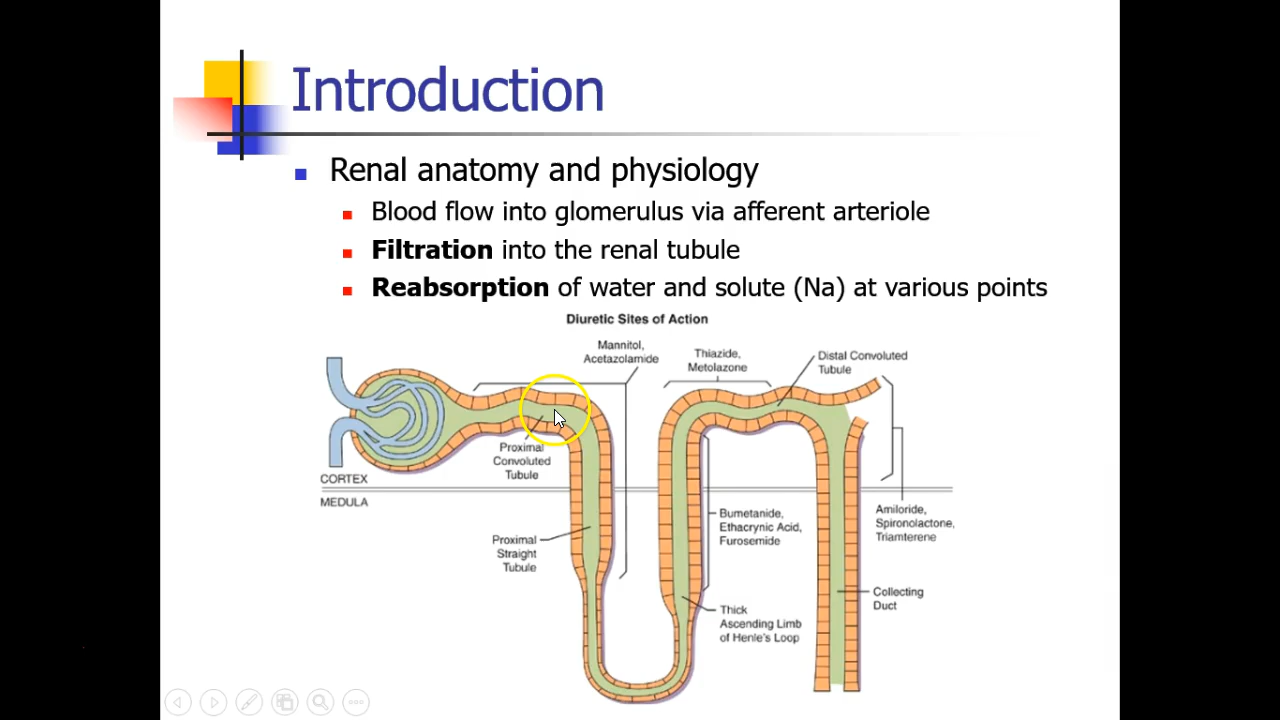 Introduction
Renal anatomy and physiology
Blood flow into glomerulus via afferent arteriole
Filtration into the renal tubule
Reabsorption of water and solute (Na) at various points
Diuretic Sites of Action
Mannitol,
Acetazolamide
Thiazide,
Metolazone
Distal Convoluted
Tubule
Proximal
Convoluted
Tubule
CORTEX
MEDULA
Proximal
Straight
Tubule
Bumetanide,
Ethacrynic Acid,
Furosemide
Amiloride,
Spironolactone,
Triamterene
Collecting
Duct
Thick
Ascending Limb
of Henle's Loop